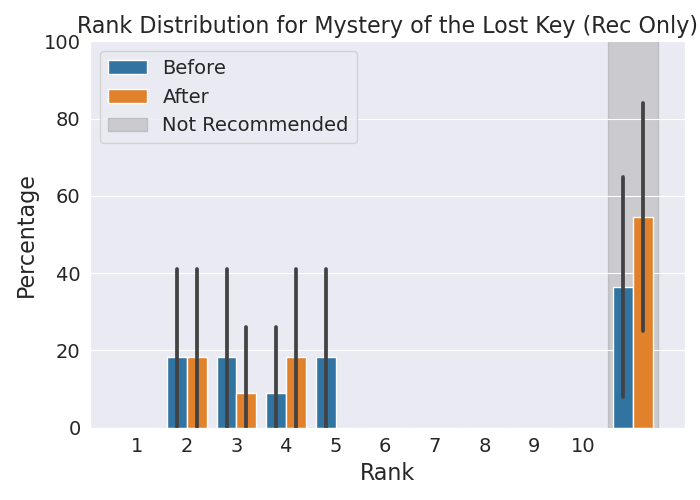 Rank Distribution for Mystery of the Lost Key (Rec Only)
100
80
60
40
20
0
Percentage
Before
After
Not Recommended
1 2 3 4 5 6 7 8 9 10
Rank